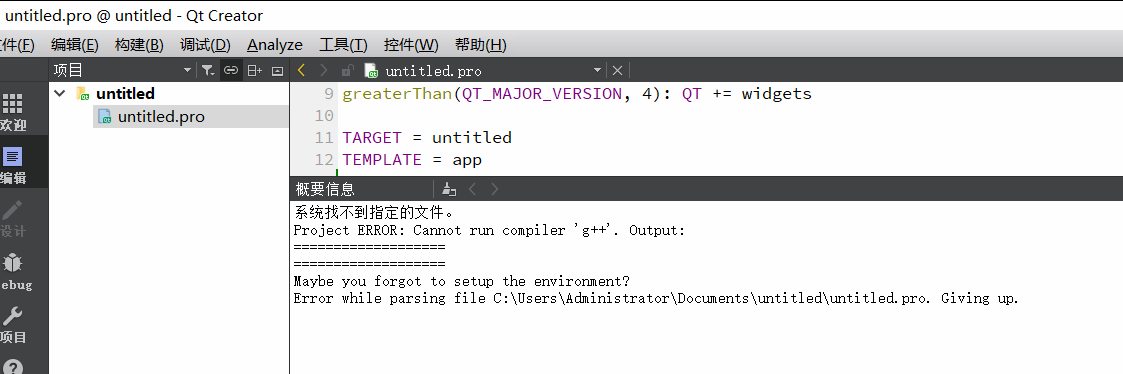 untitled.pro @ untitled - Qt Creator
件(F) 编辑(E) 构建(B) 调试(D) Analyze 工具(T) 控件(W) 帮助(H)
项目
untitled.pro
untitled
untitled.pro
欢迎
编辑
设计
ebug
项目
9 greaterThan(QT_MAJOR_VERSION, 4): QT += widgets
10
11 TARGET = untitled
12 TEMPLATE = app
概要信息
系统找不到指定的文件。
Project ERROR: Cannot run compiler 'g++'. Output:
===================
===================
Maybe you forgot to setup the environment?
Error while parsing file C:\Users\Administrator\Documents\untitled\untitled.pro. Giving up.